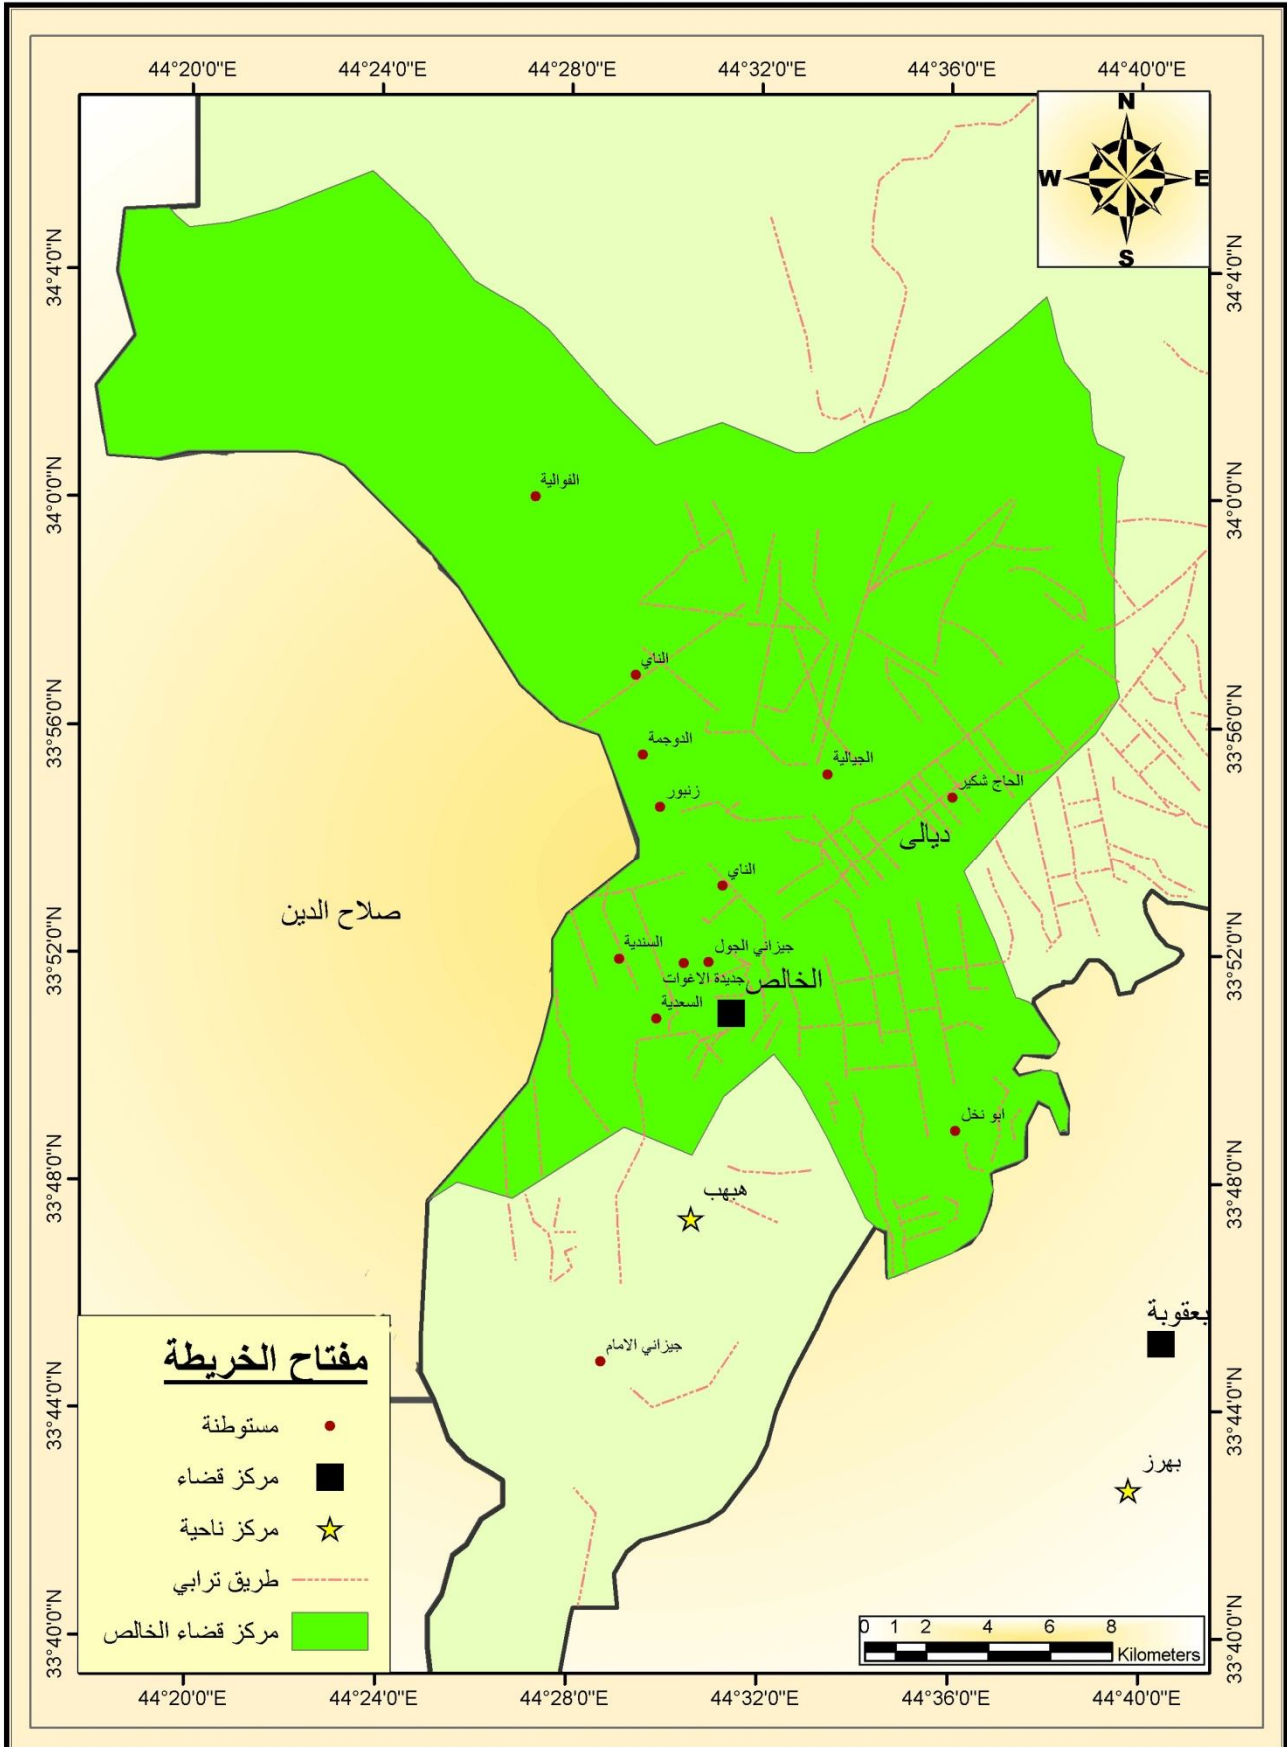 44°20'0"E
44°24'0"E
44°28'0"E
44°32'0"E
44°36'0"E
44°40'0"E
N
W
E
S
34°4'0"N
34°4'0"N
الفوالية
34°0'0"N
34°0'0"N
الناي
33°56'0"N
33°56'0"N
الدوجمة
الجيالية
الحاج شكير
زنبور
ديالى
الناي
صلاح الدين
33°52'0"N
33°52'0"N
السندية
جيزاني الجول
جديدة الاغوات
الخالص
السعدية
ابو نخل
33°48'0"N
33°48'0"N
هبهب
بعقوبة
جيزاني الامام
33°44'0"N
33°44'0"N
بهرز
مفتاح الخريطة
مستوطنة
مركز قضاء
مركز ناحية
طريق ترابي
مركز قضاء الخالص
33°40'0"N
33°40'0"N
0 1 2 4 6 8
Kilometers
44°20'0"E
44°24'0"E
44°28'0"E
44°32'0"E
44°36'0"E
44°40'0"E